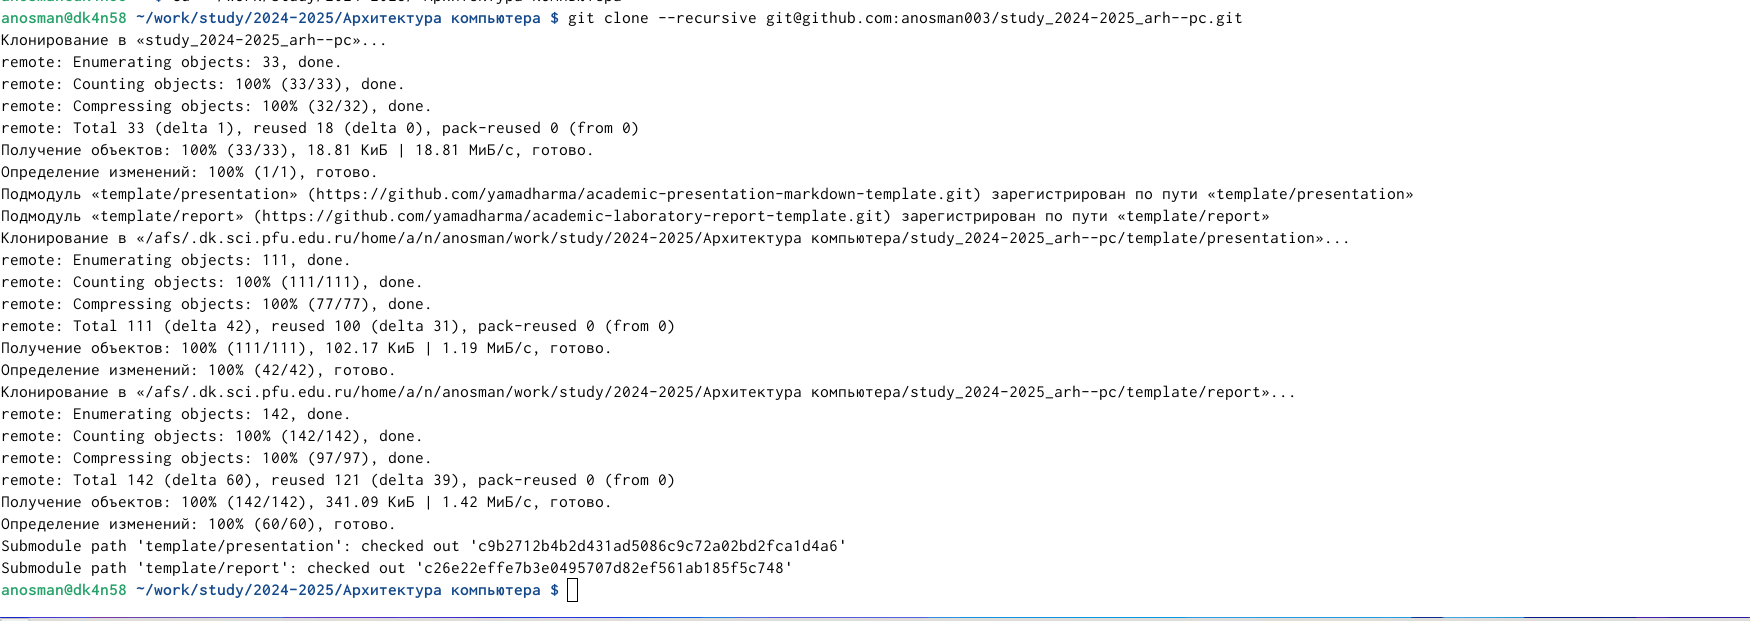 anosman@dk4n58 ~/work/study/2024-2025/Архитектура компьютера $ git clone --recursive git@github.com:anosman003/study_2024-2025_arh--pc.git
Клонирование в «study_2024-2025_arh--pc»...
remote: Enumerating objects: 33, done.
remote: Counting objects: 100% (33/33), done.
remote: Compressing objects: 100% (32/32), done.
remote: Total 33 (delta 1), reused 18 (delta 0), pack-reused 0 (from 0)
Получение объектов: 100% (33/33), 18.81 КиБ | 18.81 МиБ/с, готово.
Определение изменений: 100% (1/1), готово.
Подмодуль «template/presentation» (https://github.com/yamadharma/academic-presentation-markdown-template.git) зарегистрирован по пути «template/presentation»
Подмодуль «template/report» (https://github.com/yamadharma/academic-laboratory-report-template.git) зарегистрирован по пути «template/report»
Клонирование в «/afs/.dk.sci.pfu.edu.ru/home/a/n/anosman/work/study/2024-2025/Архитектура компьютера/study_2024-2025_arh--pc/template/presentation»...
remote: Enumerating objects: 111, done.
remote: Counting objects: 100% (111/111), done.
remote: Compressing objects: 100% (77/77), done.
remote: Total 111 (delta 42), reused 100 (delta 31), pack-reused 0 (from 0)
Получение объектов: 100% (111/111), 102.17 КиБ | 1.19 МиБ/с, готово.
Определение изменений: 100% (42/42), готово.
Клонирование в «/afs/.dk.sci.pfu.edu.ru/home/a/n/anosman/work/study/2024-2025/Архитектура компьютера/study_2024-2025_arh--pc/template/report»...
remote: Enumerating objects: 142, done.
remote: Counting objects: 100% (142/142), done.
remote: Compressing objects: 100% (97/97), done.
remote: Total 142 (delta 60), reused 121 (delta 39), pack-reused 0 (from 0)
Получение объектов: 100% (142/142), 341.09 КиБ | 1.42 МиБ/с, готово.
Определение изменений: 100% (60/60), готово.
Submodule path 'template/presentation': checked out 'c9b2712b4b2d431ad5086c9c72a02bd2fca1d4a6'
Submodule path 'template/report': checked out 'c26e22effe7b3e0495707d82ef561ab185f5c748'
anosman@dk4n58 ~/work/study/2024-2025/Архитектура компьютера $